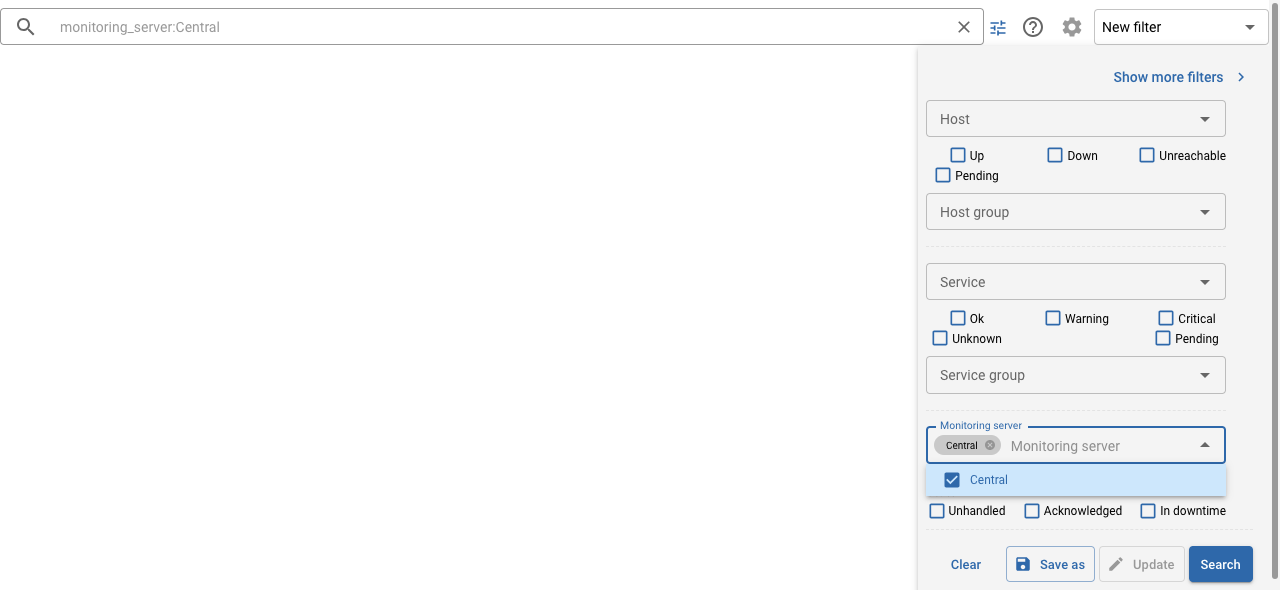 monitoring_server:Central
New filter
Show more filters
Host
Up Down Unreachable
Pending
Host group
Service
Ok Warning Critical
Unknown Pending
Service group
Monitoring server
Central Monitoring server
Central
Unhandled Acknowledged In downtime
Clear Save as Update Search